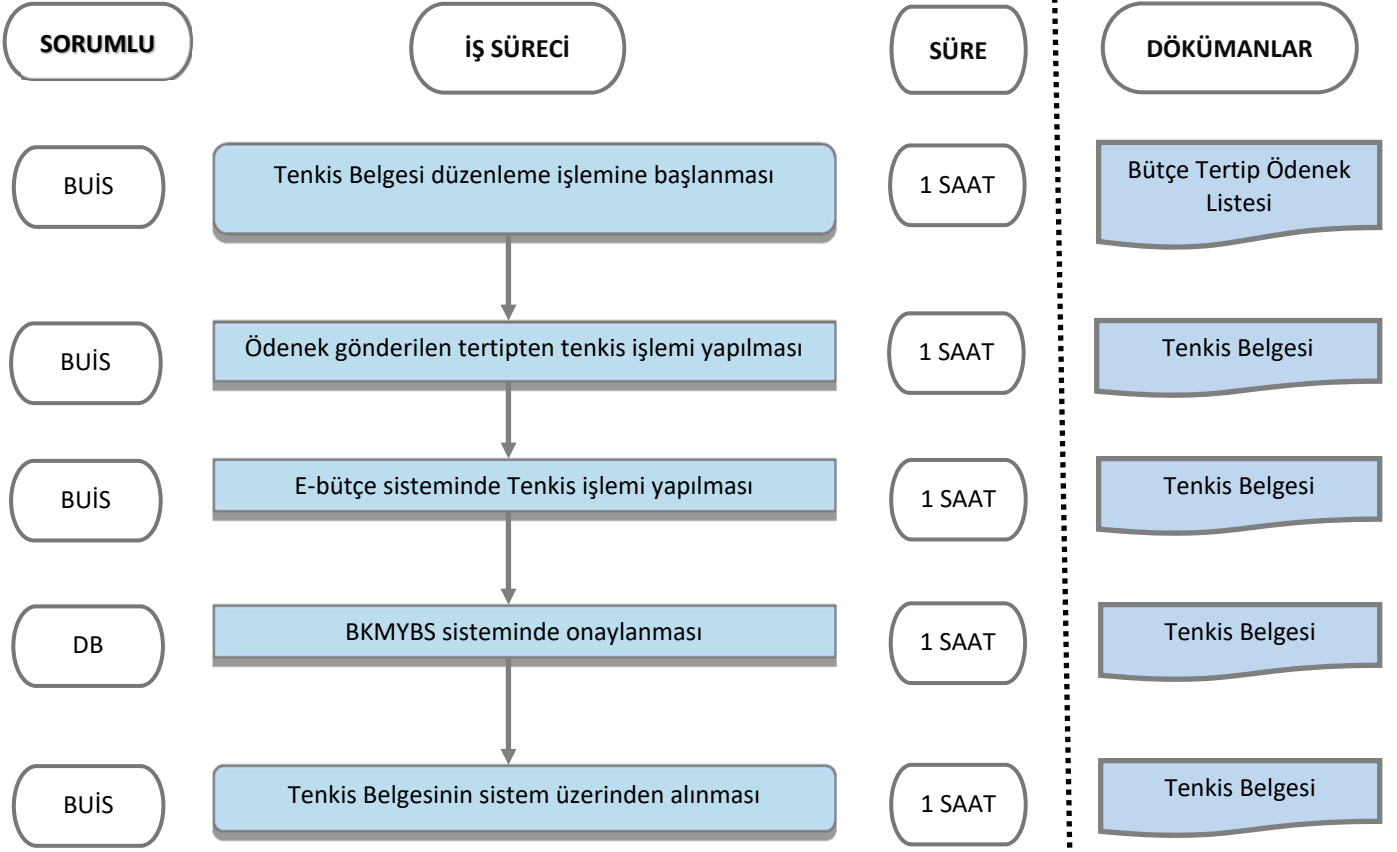 SORUMLU
İŞ SÜRECİ
SÜRE
DÖKÜMANLAR
BUİS
Tenkis Belgesi düzenleme işlemine başlanması
1 SAAT
Bütçe Tertip Ödenek
Listesi
BUİS
Ödenek gönderilen tertipten tenkis işlemi yapılması
1 SAAT
Tenkis Belgesi
BUİS
E-bütçe sisteminde Tenkis işlemi yapılması
1 SAAT
Tenkis Belgesi
DB
BKMYBS sisteminde onaylanması
1 SAAT
Tenkis Belgesi
BUİS
Tenkis Belgesinin sistem üzerinden alınması
1 SAAT
Tenkis Belgesi